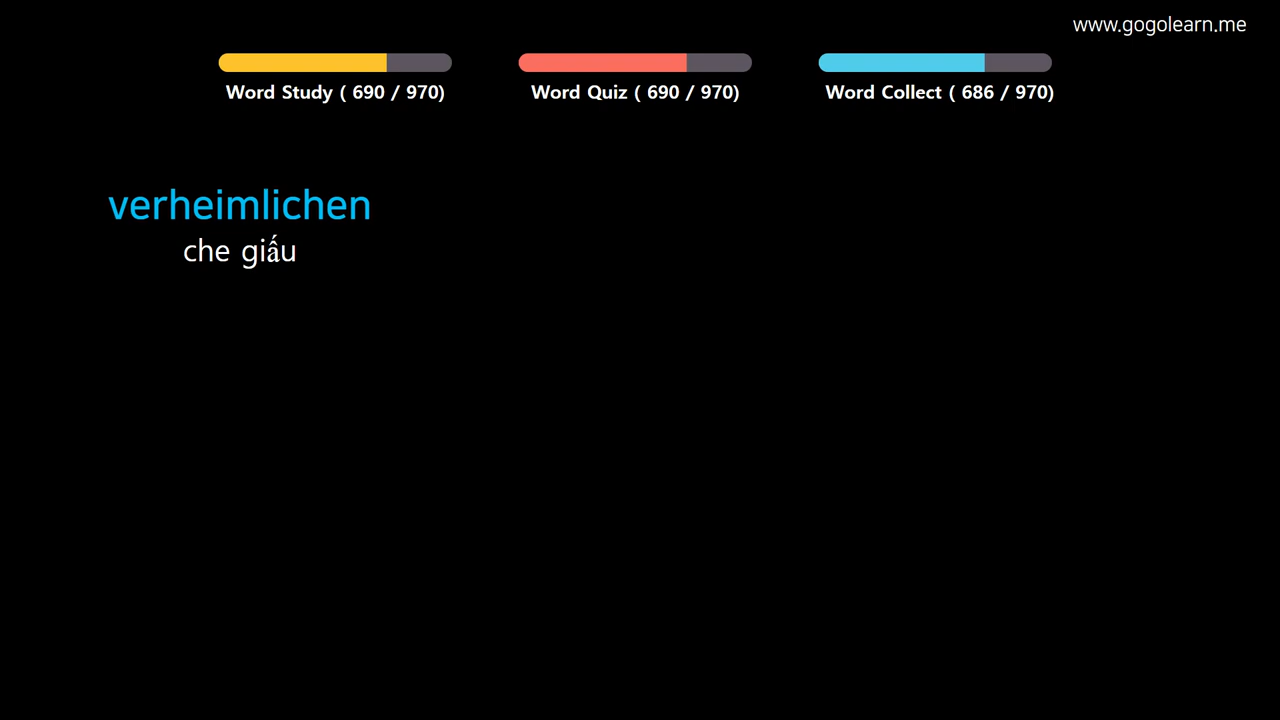 www.gogolearn.me
Word Study ( 690 / 970)
Word Quiz ( 690 / 970)
Word Collect ( 686 / 970)
verheimlichen
che giấu